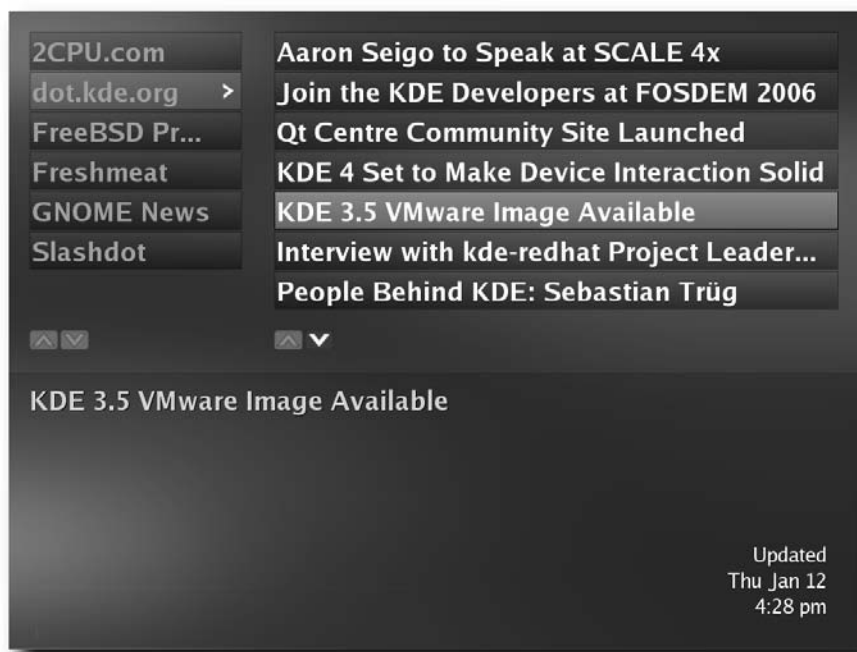 2CPU.com
dot.kde.org >
FreeBSD Pr...
Freshmeat
GNOME News
Slashdot
Aaron Seigo to Speak at SCALE 4x
Join the KDE Developers at FOSDEM 2006
Qt Centre Community Site Launched
KDE 4 Set to Make Device Interaction Solid
KDE 3.5 VMware Image Available
Interview with kde-redhat Project Leader...
People Behind KDE: Sebastian Trüg
KDE 3.5 VMware Image Available
Updated
Thu Jan 12
4:28 pm